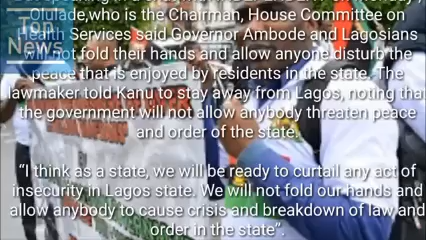 Olulade,who is the Chairman, House Committee on
Health Services said Governor Ambode and Lagosians
will not fold their hands and allow anyone disturb the
peace that is enjoyed by residents in the state. The
lawmaker told Kanu to stay away from Lagos, noting that
the government will not allow anybody threaten peace
and order of the state.
“I think as a state, we will be ready to curtail any act of
insecurity in Lagos state. We will not fold our hands and
allow anybody to cause crisis and breakdown of law and
order in the state”.